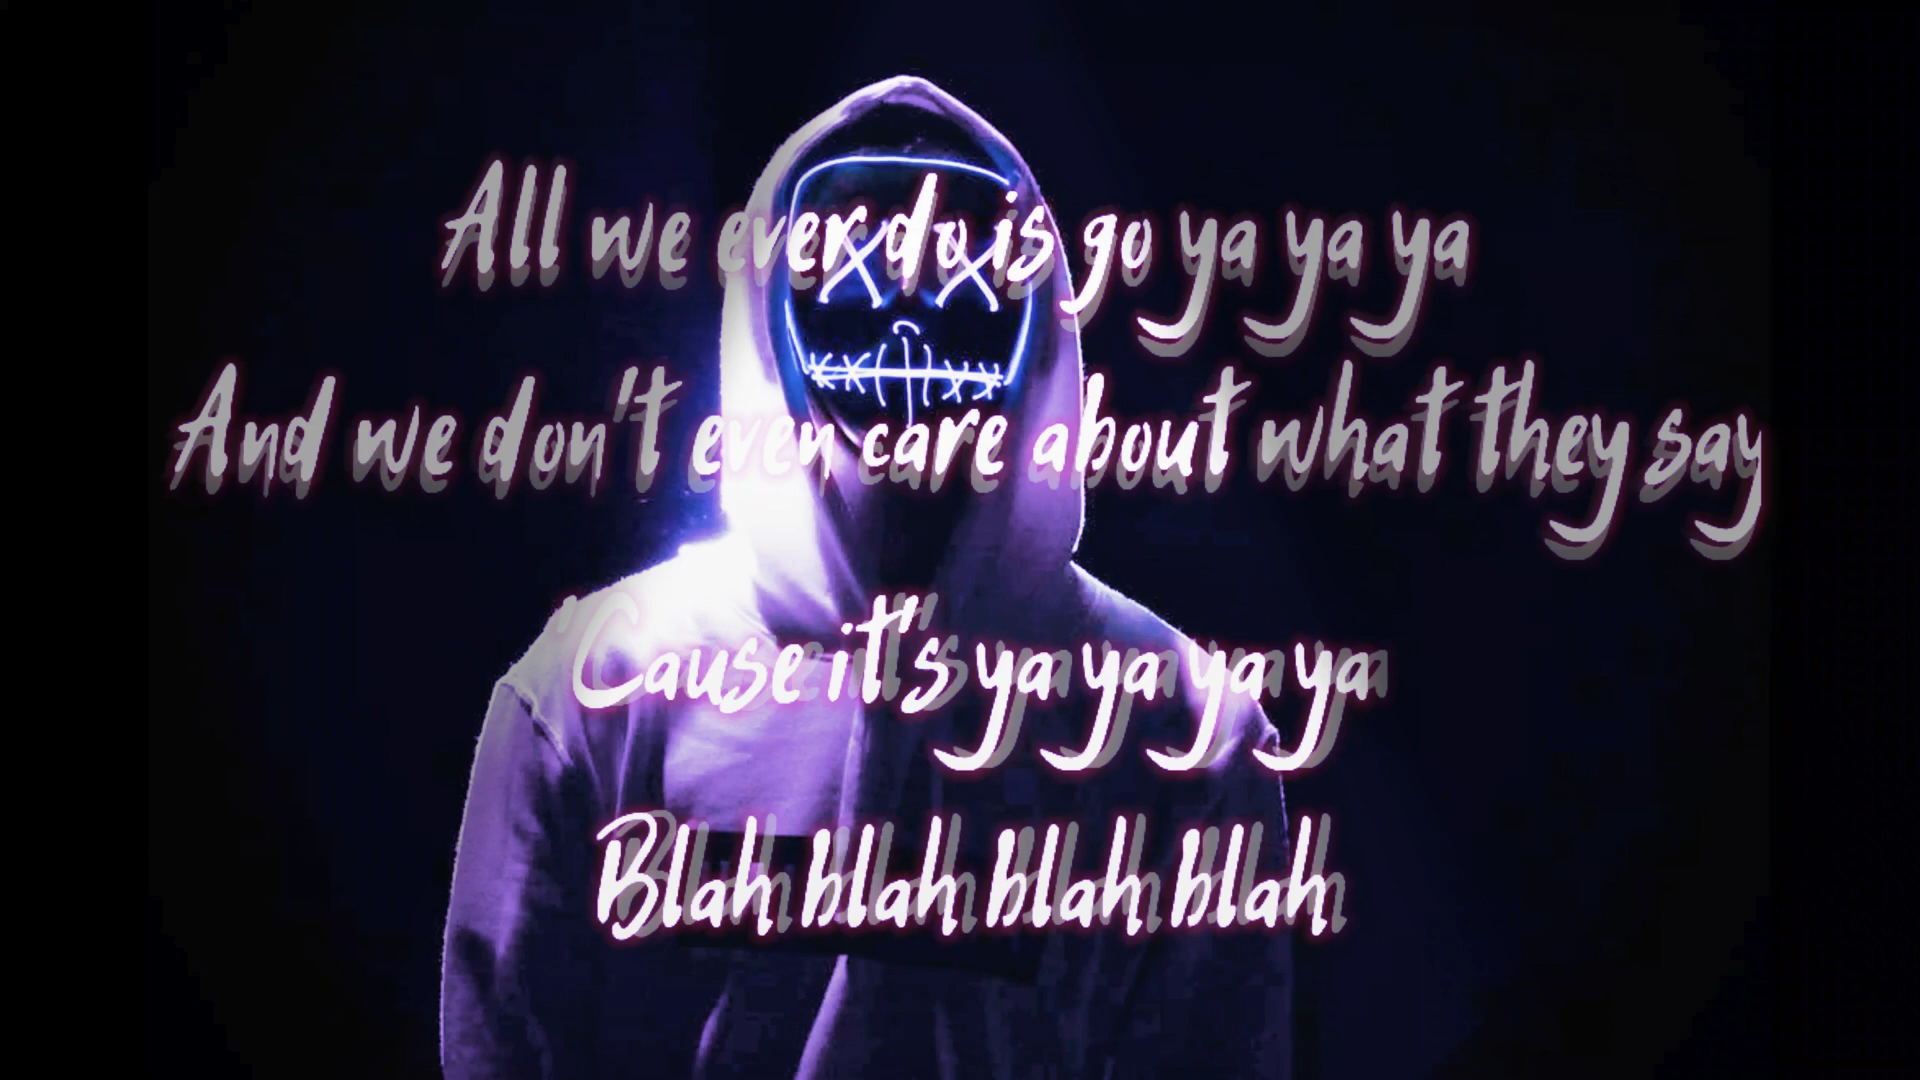 All we ever do is go ya ya ya
And we don't even care about what they say
'Cause it's ya ya ya ya
Blah blah blah blah